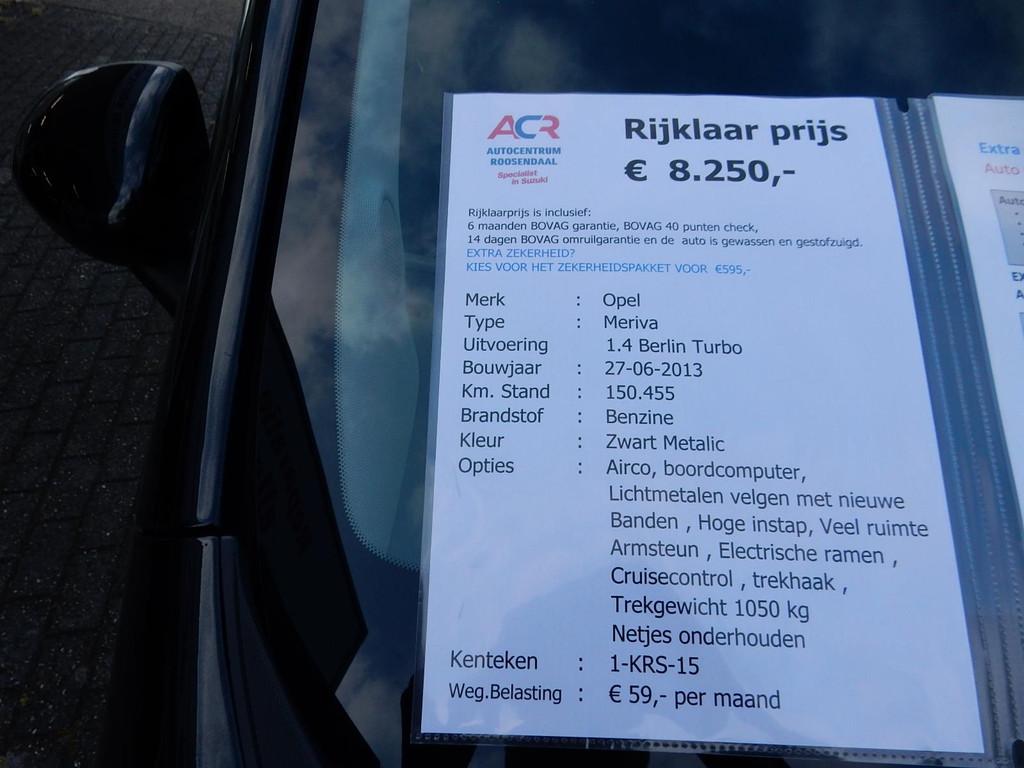 ACR
AUTOCENTRUM
ROOSENDAAL
Specialist
in Suzuki
Rijklaar prijs
€ 8.250,-
Rijklaarprijs is inclusief:
6 maanden BOVAG garantie, BOVAG 40 punten check,
14 dagen BOVAG omruilgarantie en de auto is gewassen en gestofzuigd.
EXTRA ZEKERHEID?
KIES VOOR HET ZEKERHEIDSPAKKET VOOR €595,-
Merk : Opel
Type : Meriva
Uitvoering 1.4 Berlin Turbo
Bouwjaar : 27-06-2013
Km. Stand : 150.455
Brandstof : Benzine
Kleur : Zwart Metalic
Opties : Airco, boordcomputer,
Lichtmetalen velgen met nieuwe
Banden , Hoge instap, Veel ruimte
Armsteun , Electrische ramen ,
Cruisecontrol , trekhaak ,
Trekgewicht 1050 kg
Netjes onderhouden
Kenteken : 1-KRS-15
Weg.Belasting : € 59,- per maand
Extra
Auto
Auto